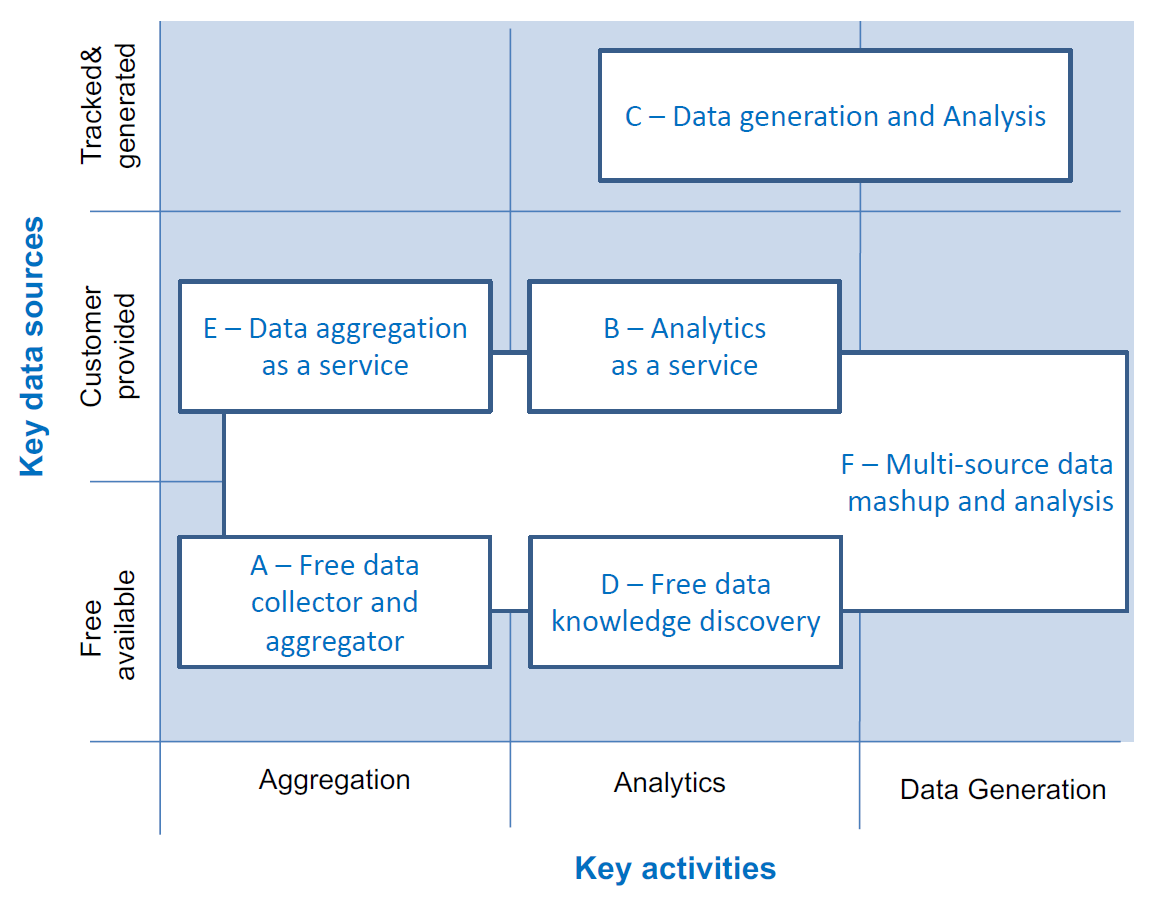 Key data sources
Tracked&
generated
Customer
provided
Free
available
C – Data generation and Analysis
E – Data aggregation
as a service
B – Analytics
as a service
F – Multi-source data
mashup and analysis
A – Free data
collector and
aggregator
D – Free data
knowledge discovery
Aggregation
Analytics
Data Generation
Key activities